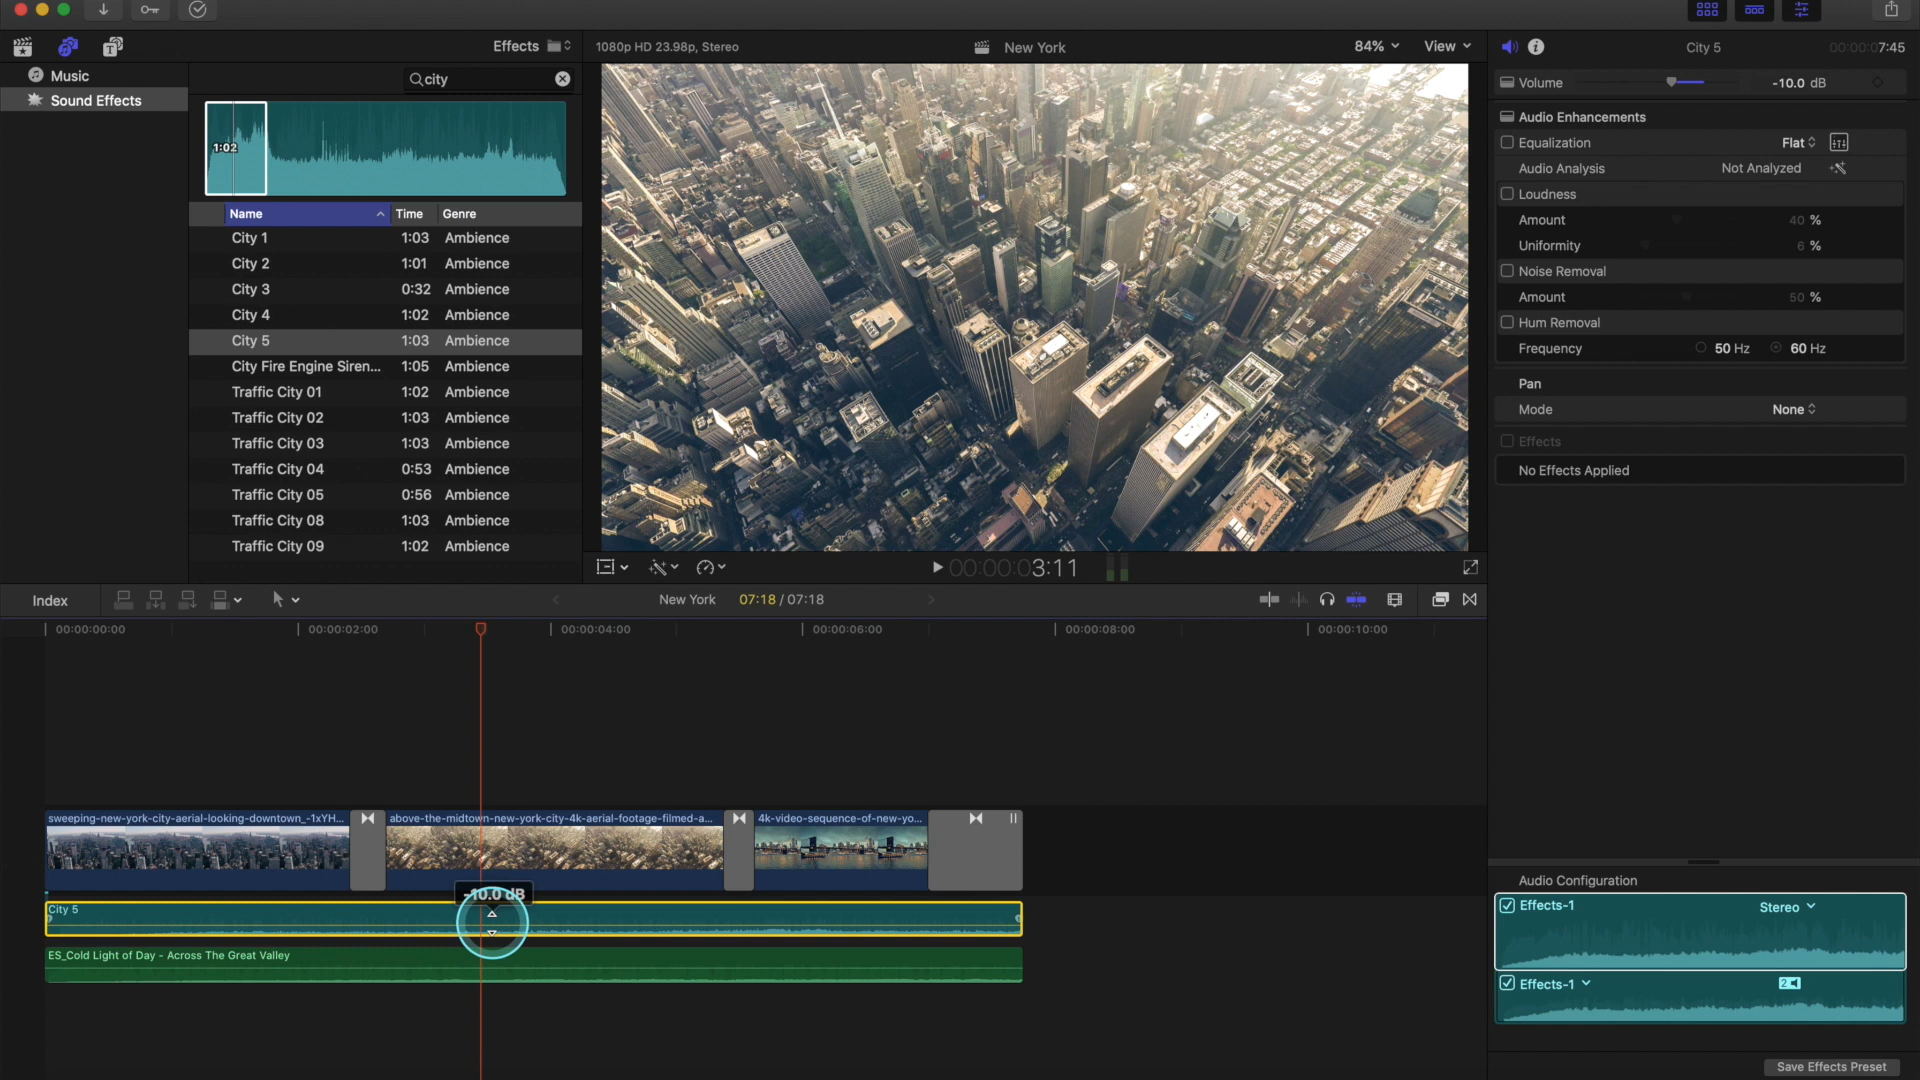 Effects
1080p HD 23.98p, Stereo
New York
84%
View
City 5
00:00:07:45
Music
Sound Effects
city
1:02
Name Time Genre
City 1 1:03 Ambience
City 2 1:01 Ambience
City 3 0:32 Ambience
City 4 1:02 Ambience
City 5 1:03 Ambience
City Fire Engine Siren... 1:05 Ambience
Traffic City 01 1:02 Ambience
Traffic City 02 1:03 Ambience
Traffic City 03 1:03 Ambience
Traffic City 04 0:53 Ambience
Traffic City 05 0:56 Ambience
Traffic City 08 1:03 Ambience
Traffic City 09 1:02 Ambience
00:00:03:11
Volume -10.0 dB
Audio Enhancements
Equalization Flat
Audio Analysis Not Analyzed
Loudness
Amount 40 %
Uniformity 6 %
Noise Removal
Amount 50 %
Hum Removal
Frequency 50 Hz 60 Hz
Pan
Mode None
Effects
No Effects Applied
Index
New York 07:18 / 07:18
00:00:00:00 00:00:02:00 00:00:04:00 00:00:06:00 00:00:08:00 00:00:10:00
sweeping-new-york-city-aerial-looking-downtown_-1xYH...
above-the-midtown-new-york-city-4k-aerial-footage-filmed-a...
4k-video-sequence-of-new-yo...
-10.0 dB
City 5
ES_Cold Light of Day - Across The Great Valley
Audio Configuration
Effects-1 Stereo
Effects-1 2
Save Effects Preset